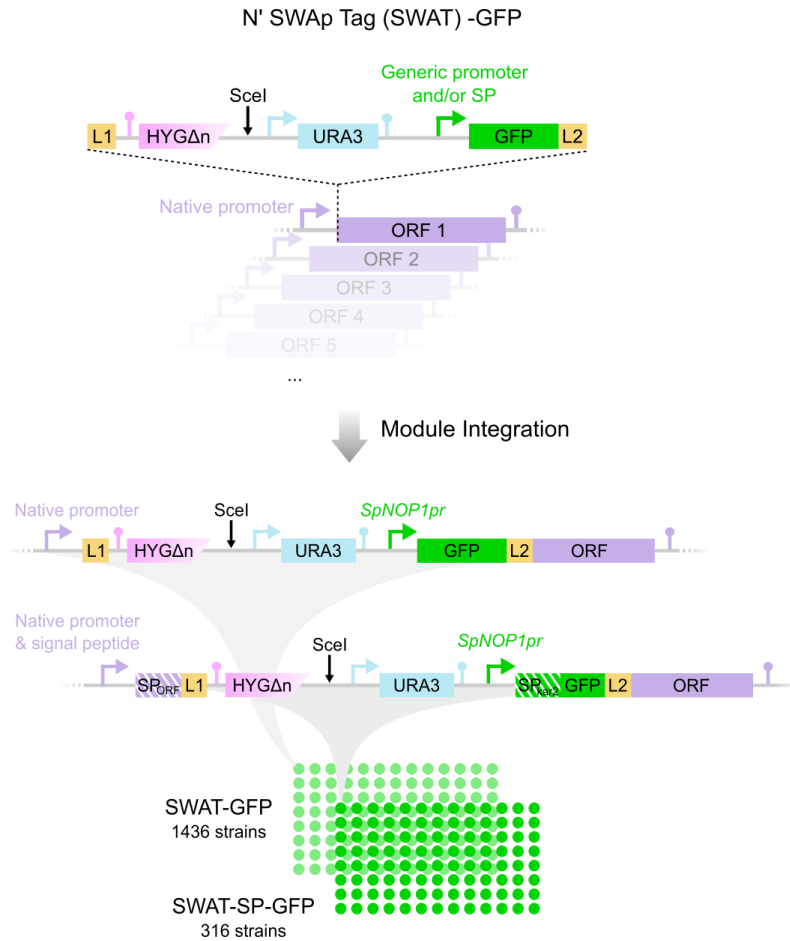 N' SWAp Tag (SWAT) -GFP
Generic promoter
and/or SP
SceI
L1 HYGΔn URA3 GFP L2
Native promoter
ORF 1
ORF 2
ORF 3
ORF 4
ORF 5
...
Module Integration
Native promoter SceI SpNOP1pr
L1 HYGΔn URA3 GFP L2 ORF
Native promoter
& signal peptide
SceI SpNOP1pr
SPORF L1 HYGΔn URA3 SPkar2 GFP L2 ORF
SWAT-GFP
1436 strains
SWAT-SP-GFP
316 strains